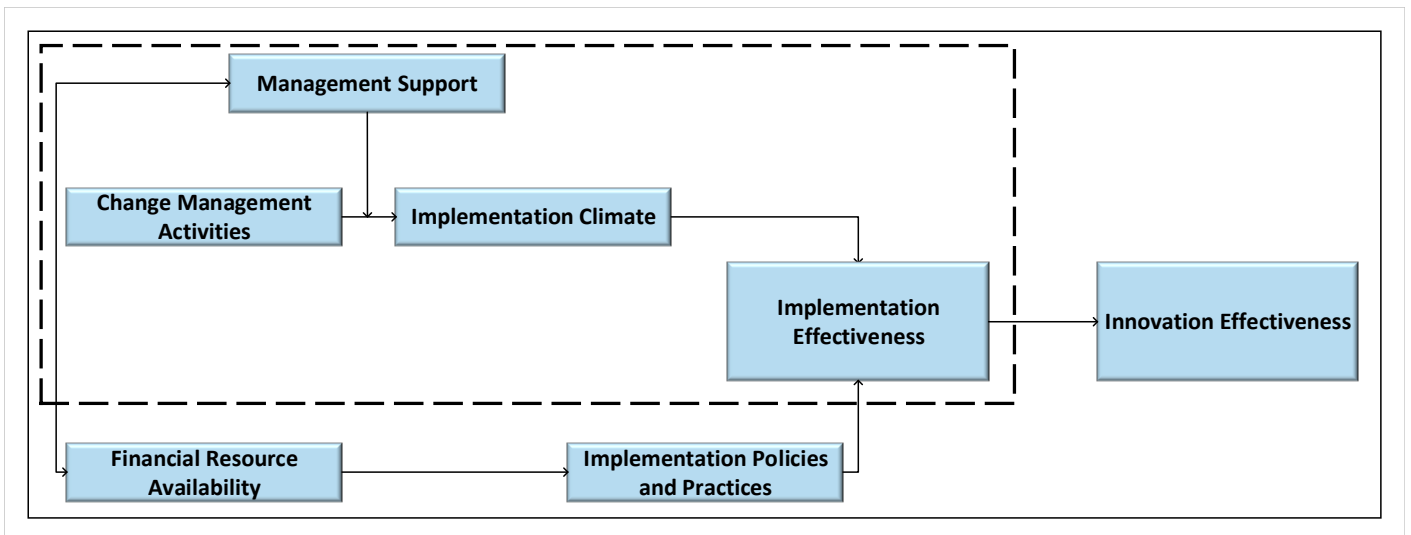 Management Support
Change Management
Activities
Implementation Climate
Implementation
Effectiveness
Innovation Effectiveness
Financial Resource
Availability
Implementation Policies
and Practices